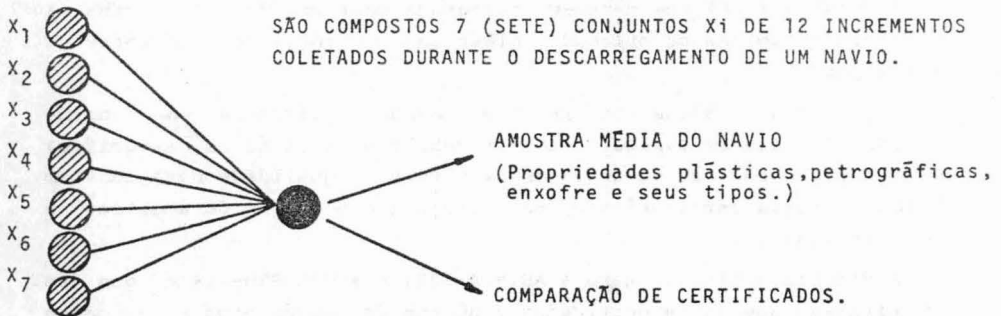 X1
X2
X3
X4
X5
X6
X7
SÃO COMPOSTOS 7 (SETE) CONJUNTOS Xi DE 12 INCREMENTOS
COLETADOS DURANTE O DESCARREGAMENTO DE UM NAVIO.
AMOSTRA MÉDIA DO NAVIO
(Propriedades plásticas,petrográficas,
enxofre e seus tipos.)
COMPARAÇÃO DE CERTIFICADOS.